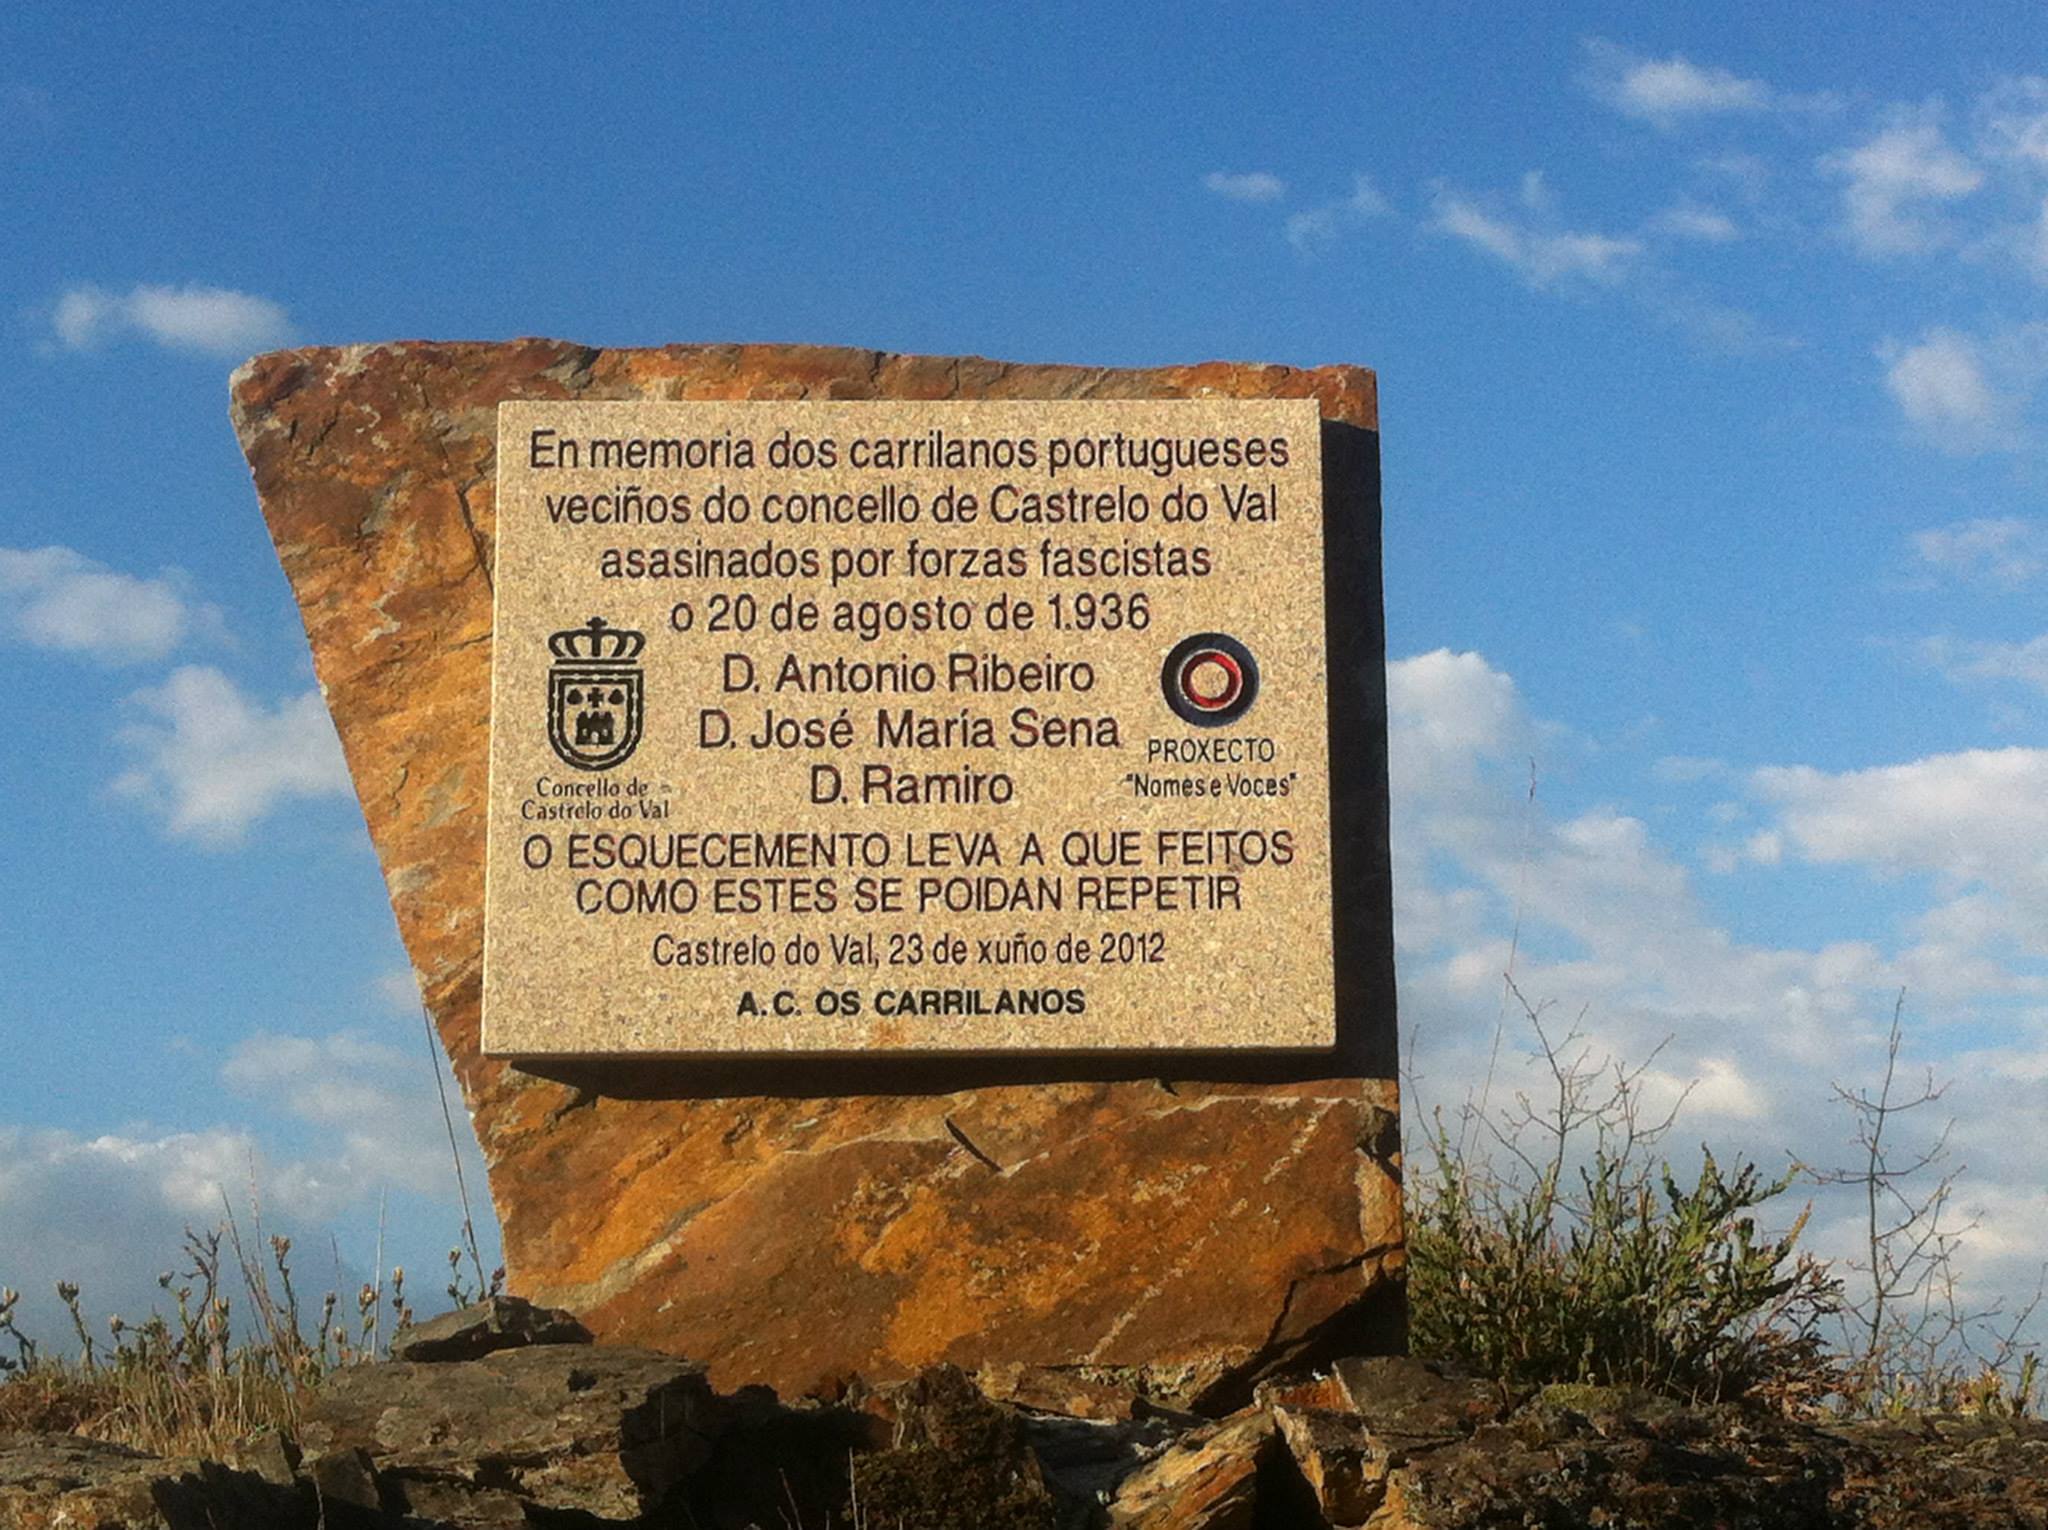 En memoria dos carrilanos portugueses
veciños do concello de Castrelo do Val
asasinados por forzas fascistas
o 20 de agosto de 1.936
D. Antonio Ribeiro
D. José María Sena
D. Ramiro
Concello de
Castrelo do Val
PROXECTO
"Nomes e Voces"
O ESQUECEMENTO LEVA A QUE FEITOS
COMO ESTES SE POIDAN REPETIR
Castrelo do Val, 23 de xuño de 2012
A.C. OS CARRILANOS